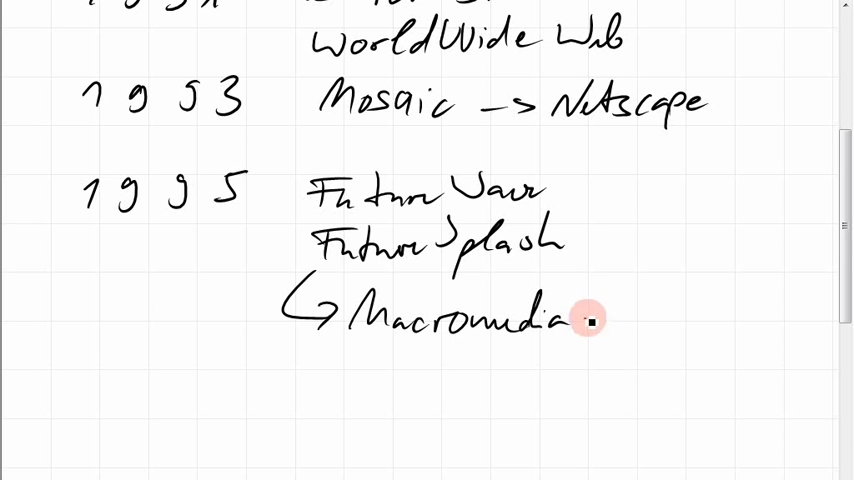 WorldWide Web
1993 Mosaic -> Netscape
1995 FutureWave
FutureSplash
Macromedia